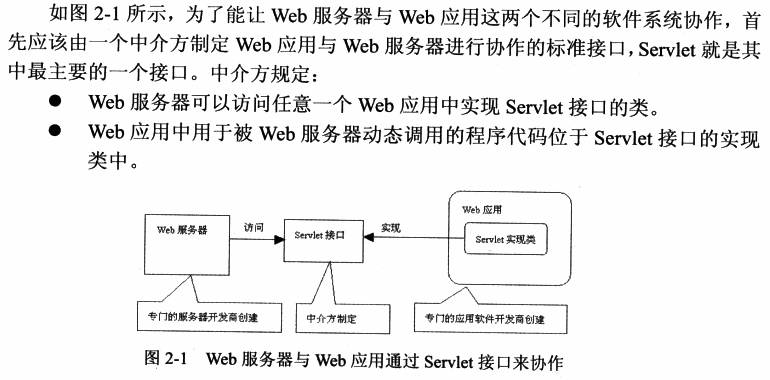 如图 2-1 所示，为了能让 Web 服务器与 Web 应用这两个不同的软件系统协作，首
先应该由一个中介方制定 Web 应用与 Web 服务器进行协作的标准接口，Servlet 就是其
中最主要的一个接口。中介方规定：
● Web 服务器可以访问任意一个 Web 应用中实现 Servlet 接口的类。
● Web 应用中用于被 Web 服务器动态调用的程序代码位于 Servlet 接口的实现
类中。
Web 应用
Web 服务器
访问
Servlet 接口
实现
Servlet 实现类
专门的服务器开发商创建
中介方制定
专门的应用软件开发商创建
图 2-1 Web 服务器与 Web 应用通过 Servlet 接口来协作